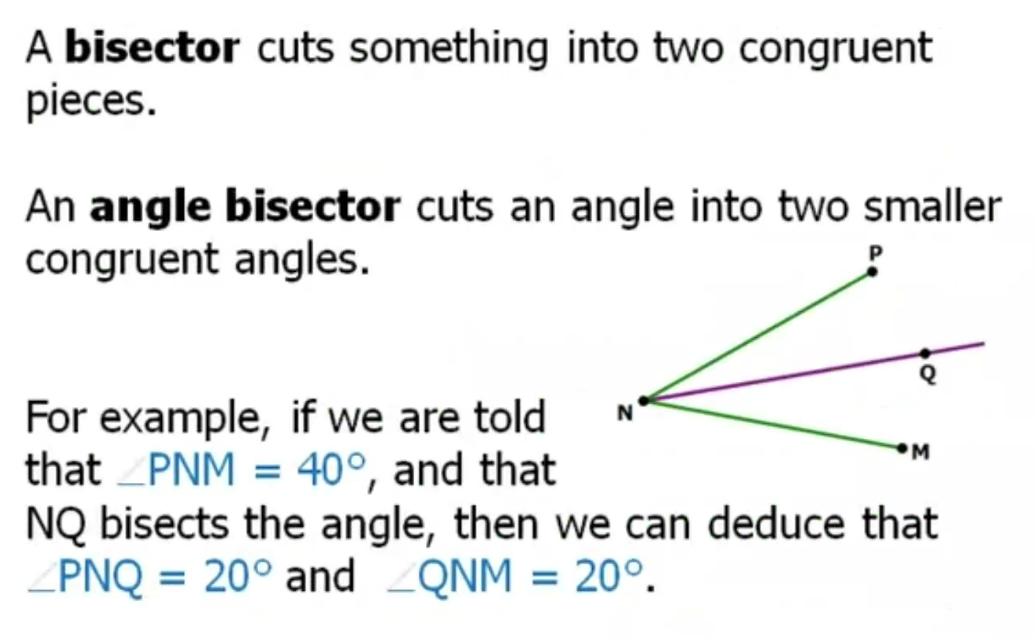 A bisector cuts something into two congruent
pieces.
An angle bisector cuts an angle into two smaller
congruent angles.
P
Q
N
M
For example, if we are told
that ∠PNM = 40°, and that
NQ bisects the angle, then we can deduce that
∠PNQ = 20° and ∠QNM = 20°.